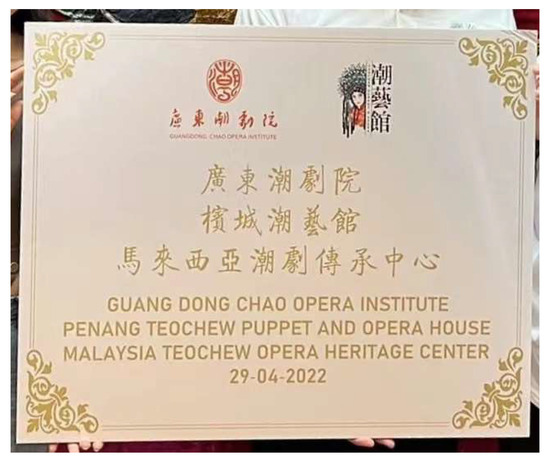 廣東潮劇院
GUANGDONG CHAO OPERA INSTITUTE
潮藝館
廣東潮劇院
檳城潮藝館
馬來西亞潮劇傳承中心
GUANG DONG CHAO OPERA INSTITUTE
PENANG TEOCHEW PUPPET AND OPERA HOUSE
MALAYSIA TEOCHEW OPERA HERITAGE CENTER
29-04-2022